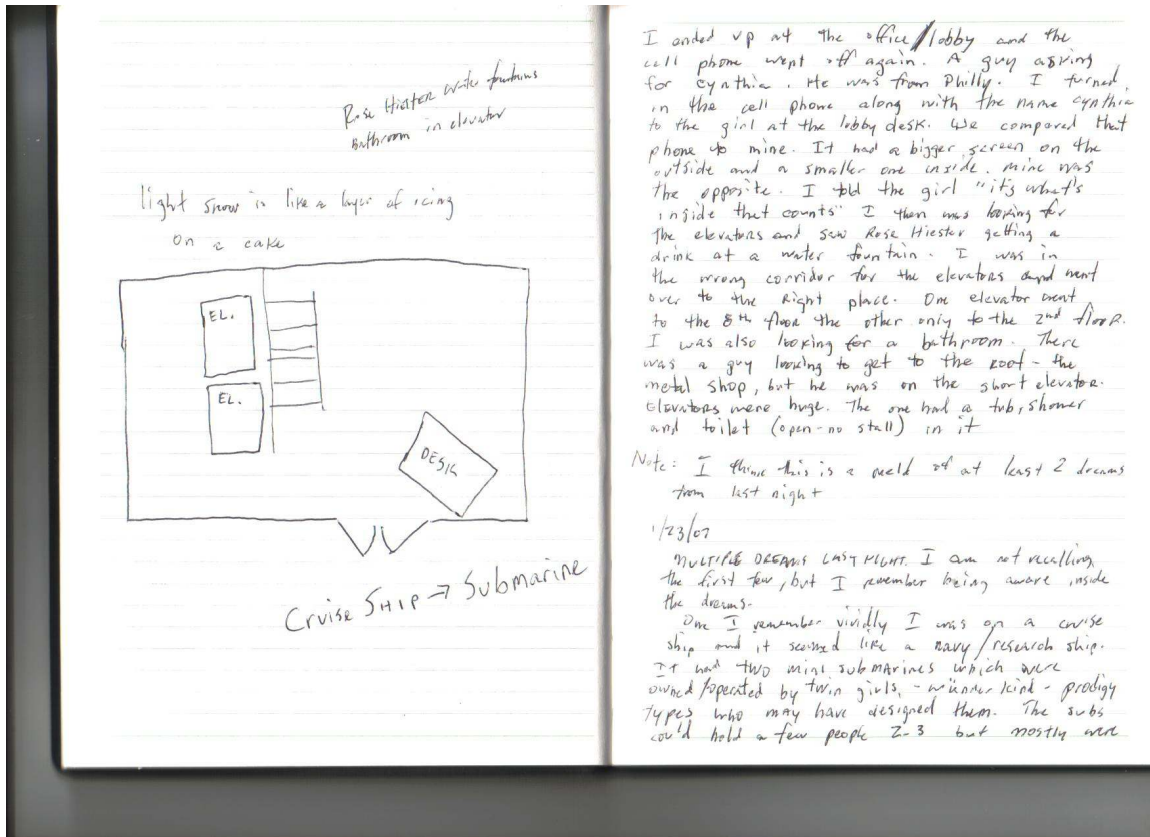 Rose Hiester water fountains
Bathroom in elevator
light snow is like a layer of icing
on a cake
EL.
EL.
DESK
Cruise SHIP → Submarine
I ended up at the office/lobby and the
cell phone went off again. A guy asking
for Cynthia. He was from Philly. I turned
in the cell phone along with the name Cynthia
to the girl at the lobby desk. We compared that
phone to mine. It had a bigger screen on the
outside and a smaller one inside. mine was
the opposite. I told the girl "it's what's
inside that counts" I then was looking for
the elevators and saw Rose Hiester getting a
drink at a water fountain. I was in
the wrong corridor for the elevators and went
over to the Right place. One elevator went
to the 8th floor the other only to the 2nd floor.
I was also looking for a bathroom. There
was a guy looking to get to the roof - the
metal shop, but he was on the short elevator.
Elevators were huge. The one had a tub, shower
and toilet (open-no stall) in it
Note: I think this is a meld of at least 2 dreams
from last night
1/23/07
MULTIPLE DREAMS LAST NIGHT. I am not recalling
the first few, but I remember being aware inside
the dreams.
One I remember vividly I was on a cruise
ship and it seemed like a navy/research ship.
It had two mini submarines which were
owned/operated by twin girls, - wünder kind - prodigy
types who may have designed them. The subs
could hold a few people 2-3 but mostly were